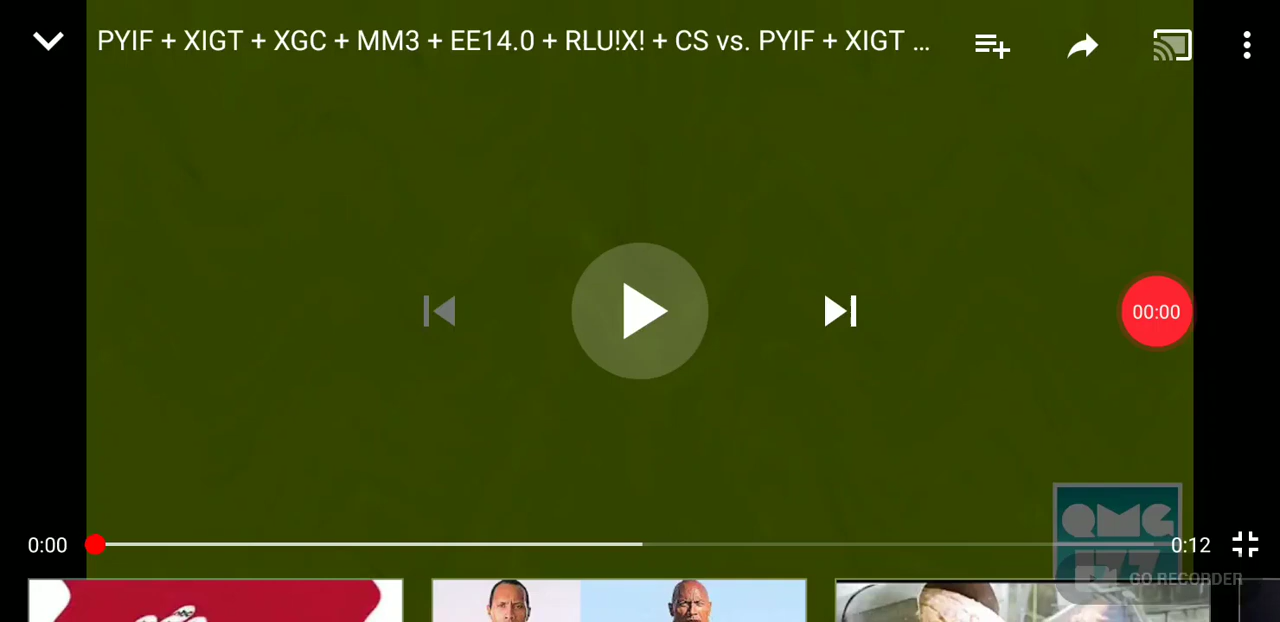 PYIF + XIGT + XGC + MM3 + EE14.0 + RLU!X! + CS vs. PYIF + XIGT ...
00:00
QMG
0:00
0:12
GO RECORDER